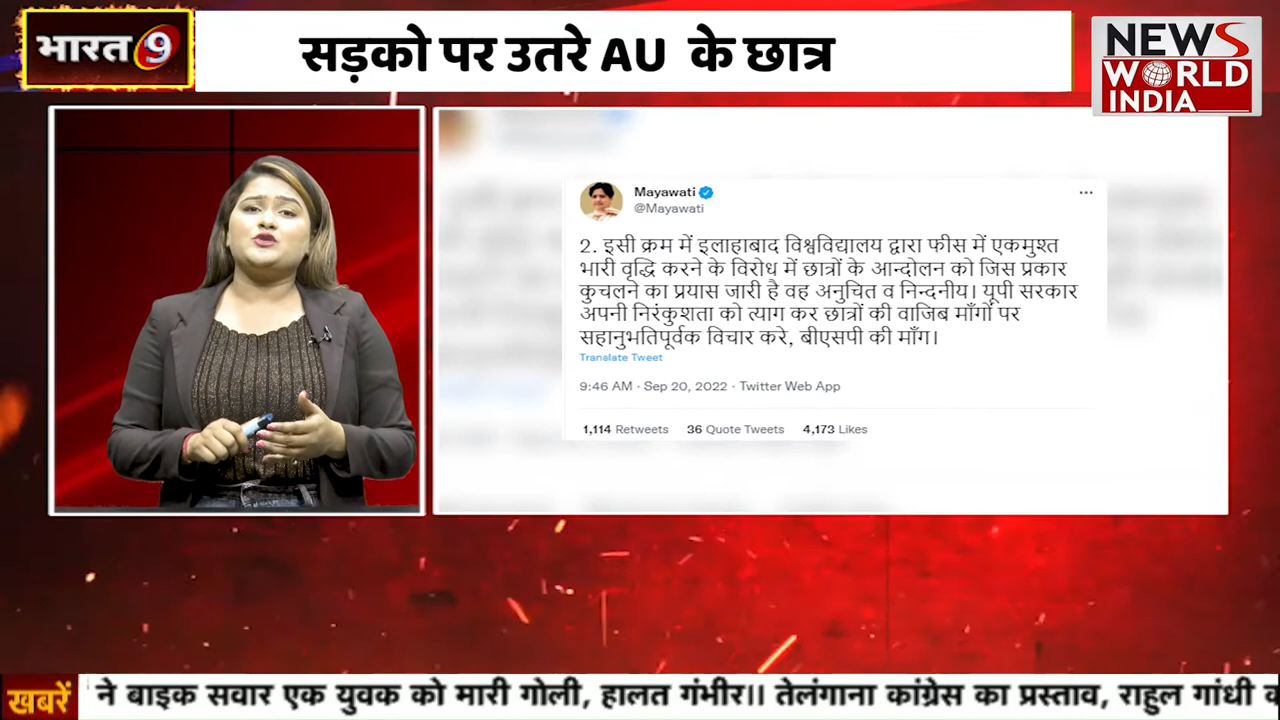 भारत 9
सड़को पर उतरे AU के छात्र
NEWS
WORLD
INDIA
Mayawati
@Mayawati
2. इसी क्रम में इलाहाबाद विश्वविद्यालय द्वारा फीस में एकमुश्त
भारी वृद्धि करने के विरोध में छात्रों के आन्दोलन को जिस प्रकार
कुचलने का प्रयास जारी है वह अनुचित व निन्दनीय। यूपी सरकार
अपनी निरंकुशता को त्याग कर छात्रों की वाजिब माँगों पर
सहानुभतिपूर्वक विचार करे, बीएसपी की माँग।
Translate Tweet
9:46 AM · Sep 20, 2022 · Twitter Web App
1,114 Retweets 36 Quote Tweets 4,173 Likes
खबरें ने बाइक सवार एक युवक को मारी गोली, हालत गंभीर।। तेलंगाना कांग्रेस का प्रस्ताव, राहुल गांधी